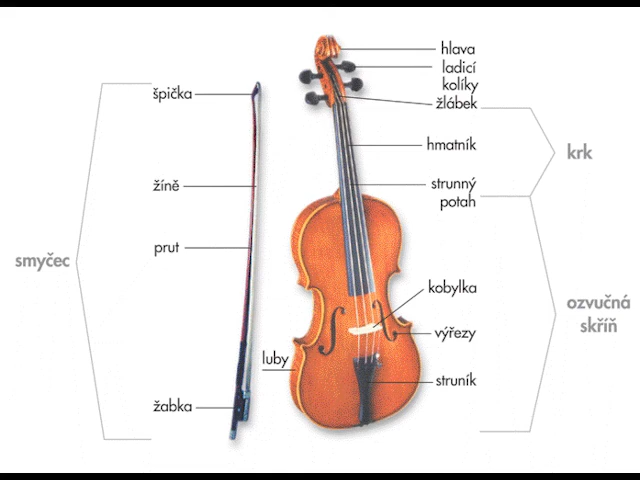 hlava
ladicí
kolíky
žlábek
špička
hmatník
krk
žíně
strunný
potah
prut
smyčec
kobylka
ozvučná
skříň
výřezy
luby
struník
žabka